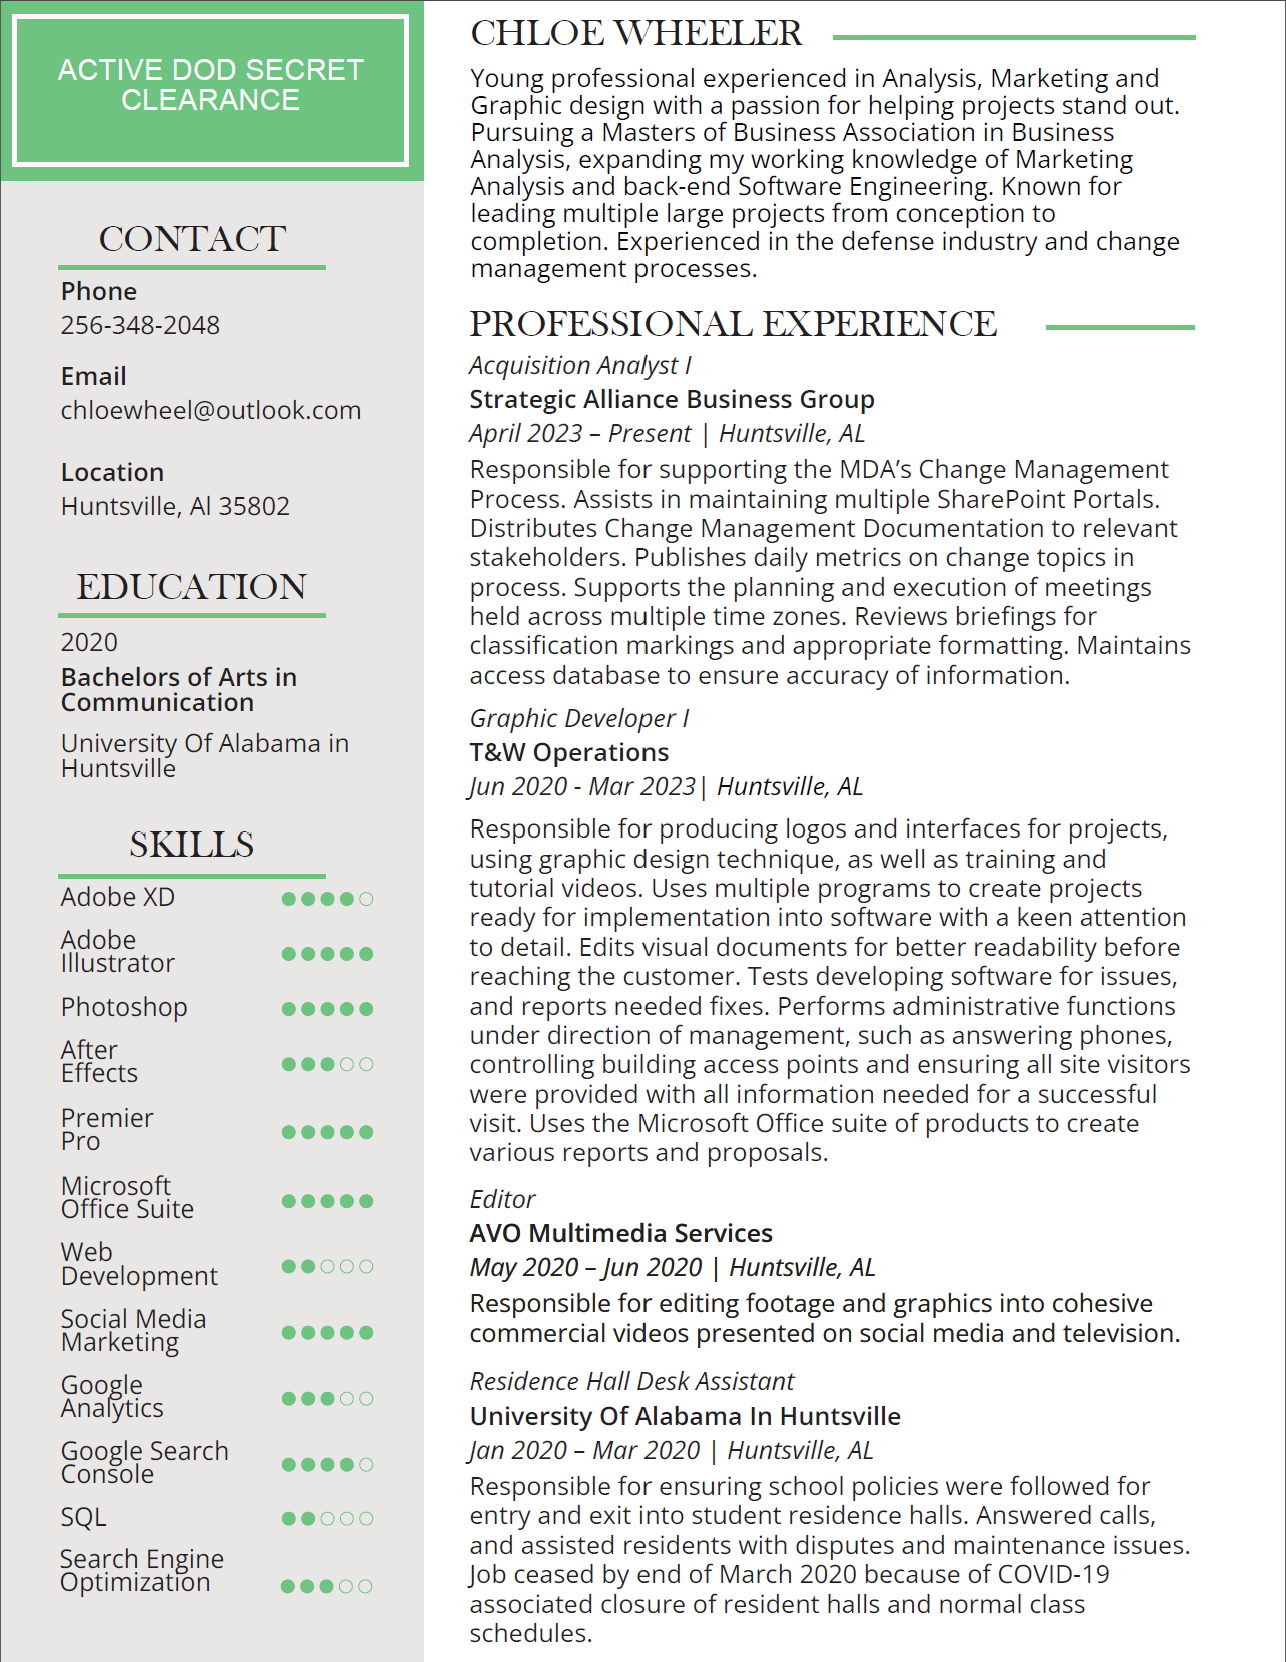 ACTIVE DOD SECRET
CLEARANCE
CONTACT
Phone
256-348-2048
Email
chloewheel@outlook.com
Location
Huntsville, Al 35802
EDUCATION
2020
Bachelors of Arts in
Communication
University Of Alabama in
Huntsville
SKILLS
Adobe XD
Adobe
Illustrator
Photoshop
After
Effects
Premier
Pro
Microsoft
Office Suite
Web
Development
Social Media
Marketing
Google
Analytics
Google Search
Console
SQL
Search Engine
Optimization
CHLOE WHEELER
Young professional experienced in Analysis, Marketing and
Graphic design with a passion for helping projects stand out.
Pursuing a Masters of Business Association in Business
Analysis, expanding my working knowledge of Marketing
Analysis and back-end Software Engineering. Known for
leading multiple large projects from conception to
completion. Experienced in the defense industry and change
management processes.
PROFESSIONAL EXPERIENCE
Acquisition Analyst I
Strategic Alliance Business Group
April 2023 – Present | Huntsville, AL
Responsible for supporting the MDA’s Change Management
Process. Assists in maintaining multiple SharePoint Portals.
Distributes Change Management Documentation to relevant
stakeholders. Publishes daily metrics on change topics in
process. Supports the planning and execution of meetings
held across multiple time zones. Reviews briefings for
classification markings and appropriate formatting. Maintains
access database to ensure accuracy of information.
Graphic Developer I
T&W Operations
Jun 2020 - Mar 2023| Huntsville, AL
Responsible for producing logos and interfaces for projects,
using graphic design technique, as well as training and
tutorial videos. Uses multiple programs to create projects
ready for implementation into software with a keen attention
to detail. Edits visual documents for better readability before
reaching the customer. Tests developing software for issues,
and reports needed fixes. Performs administrative functions
under direction of management, such as answering phones,
controlling building access points and ensuring all site visitors
were provided with all information needed for a successful
visit. Uses the Microsoft Office suite of products to create
various reports and proposals.
Editor
AVO Multimedia Services
May 2020 – Jun 2020 | Huntsville, AL
Responsible for editing footage and graphics into cohesive
commercial videos presented on social media and television.
Residence Hall Desk Assistant
University Of Alabama In Huntsville
Jan 2020 – Mar 2020 | Huntsville, AL
Responsible for ensuring school policies were followed for
entry and exit into student residence halls. Answered calls,
and assisted residents with disputes and maintenance issues.
Job ceased by end of March 2020 because of COVID-19
associated closure of resident halls and normal class
schedules.